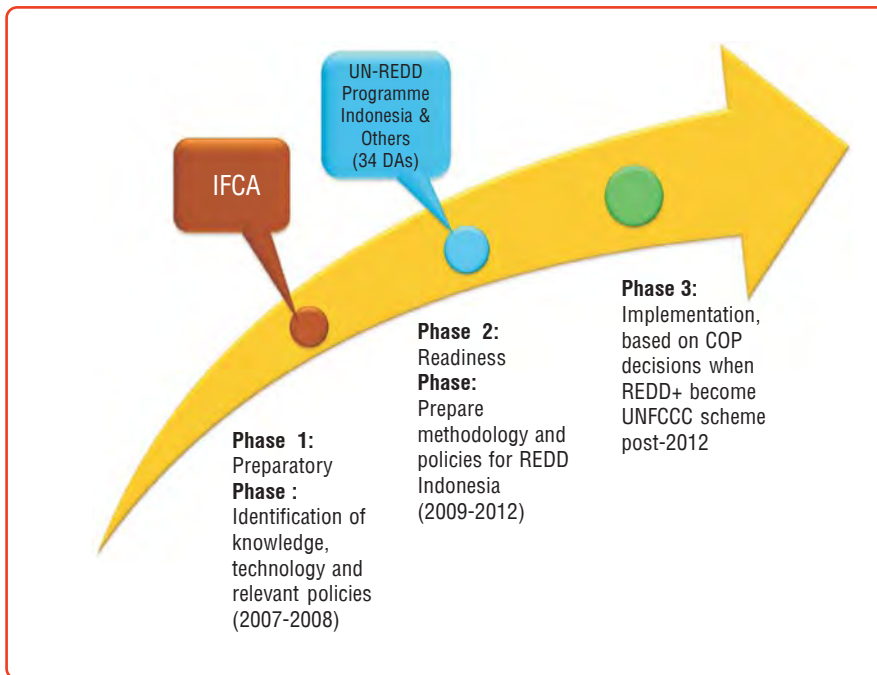 UN-REDD
Programme
Indonesia &
Others
(34 DAs)
IFCA
Phase 1:
Preparatory
Phase :
Identification of
knowledge,
technology and
relevant policies
(2007-2008)
Phase 2:
Readiness
Phase:
Prepare
methodology and
policies for REDD
Indonesia
(2009-2012)
Phase 3:
Implementation,
based on COP
decisions when
REDD+ become
UNFCCC scheme
post-2012